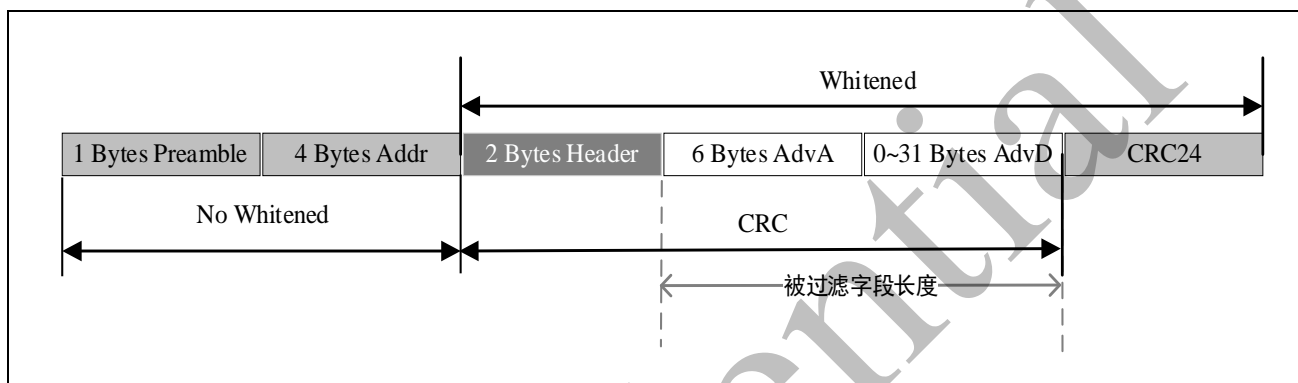 Whitened
1 Bytes Preamble 4 Bytes Addr 2 Bytes Header 6 Bytes AdvA 0~31 Bytes AdvD CRC24
No Whitened
CRC
被过滤字段长度
ential